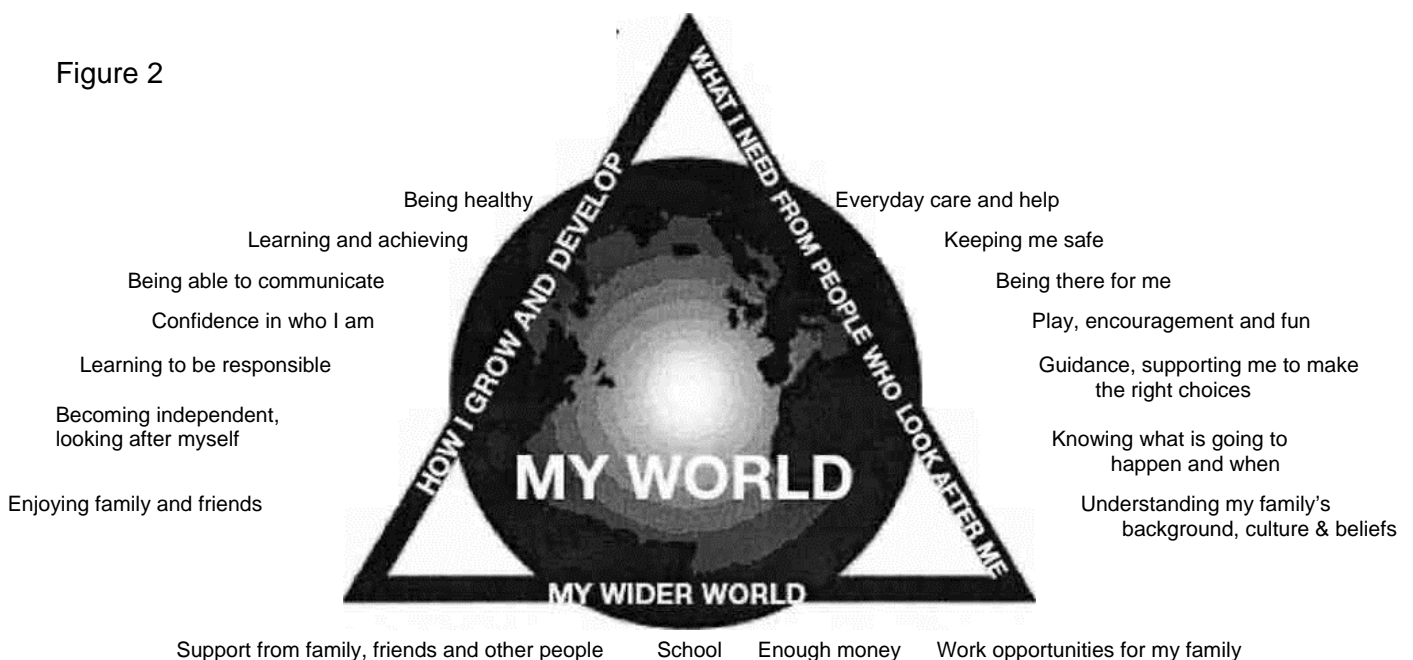 Figure 2
WHAT I NEED FROM PEOPLE WHO LOOK AFTER ME
HOW I GROW AND DEVELOP
Being healthy
Learning and achieving
Being able to communicate
Confidence in who I am
Learning to be responsible
Becoming independent,
looking after myself
Enjoying family and friends
Everyday care and help
Keeping me safe
Being there for me
Play, encouragement and fun
Guidance, supporting me to make
the right choices
Knowing what is going to
happen and when
Understanding my family's
background, culture & beliefs
MY WORLD
MY WIDER WORLD
Support from family, friends and other people School Enough money Work opportunities for my family